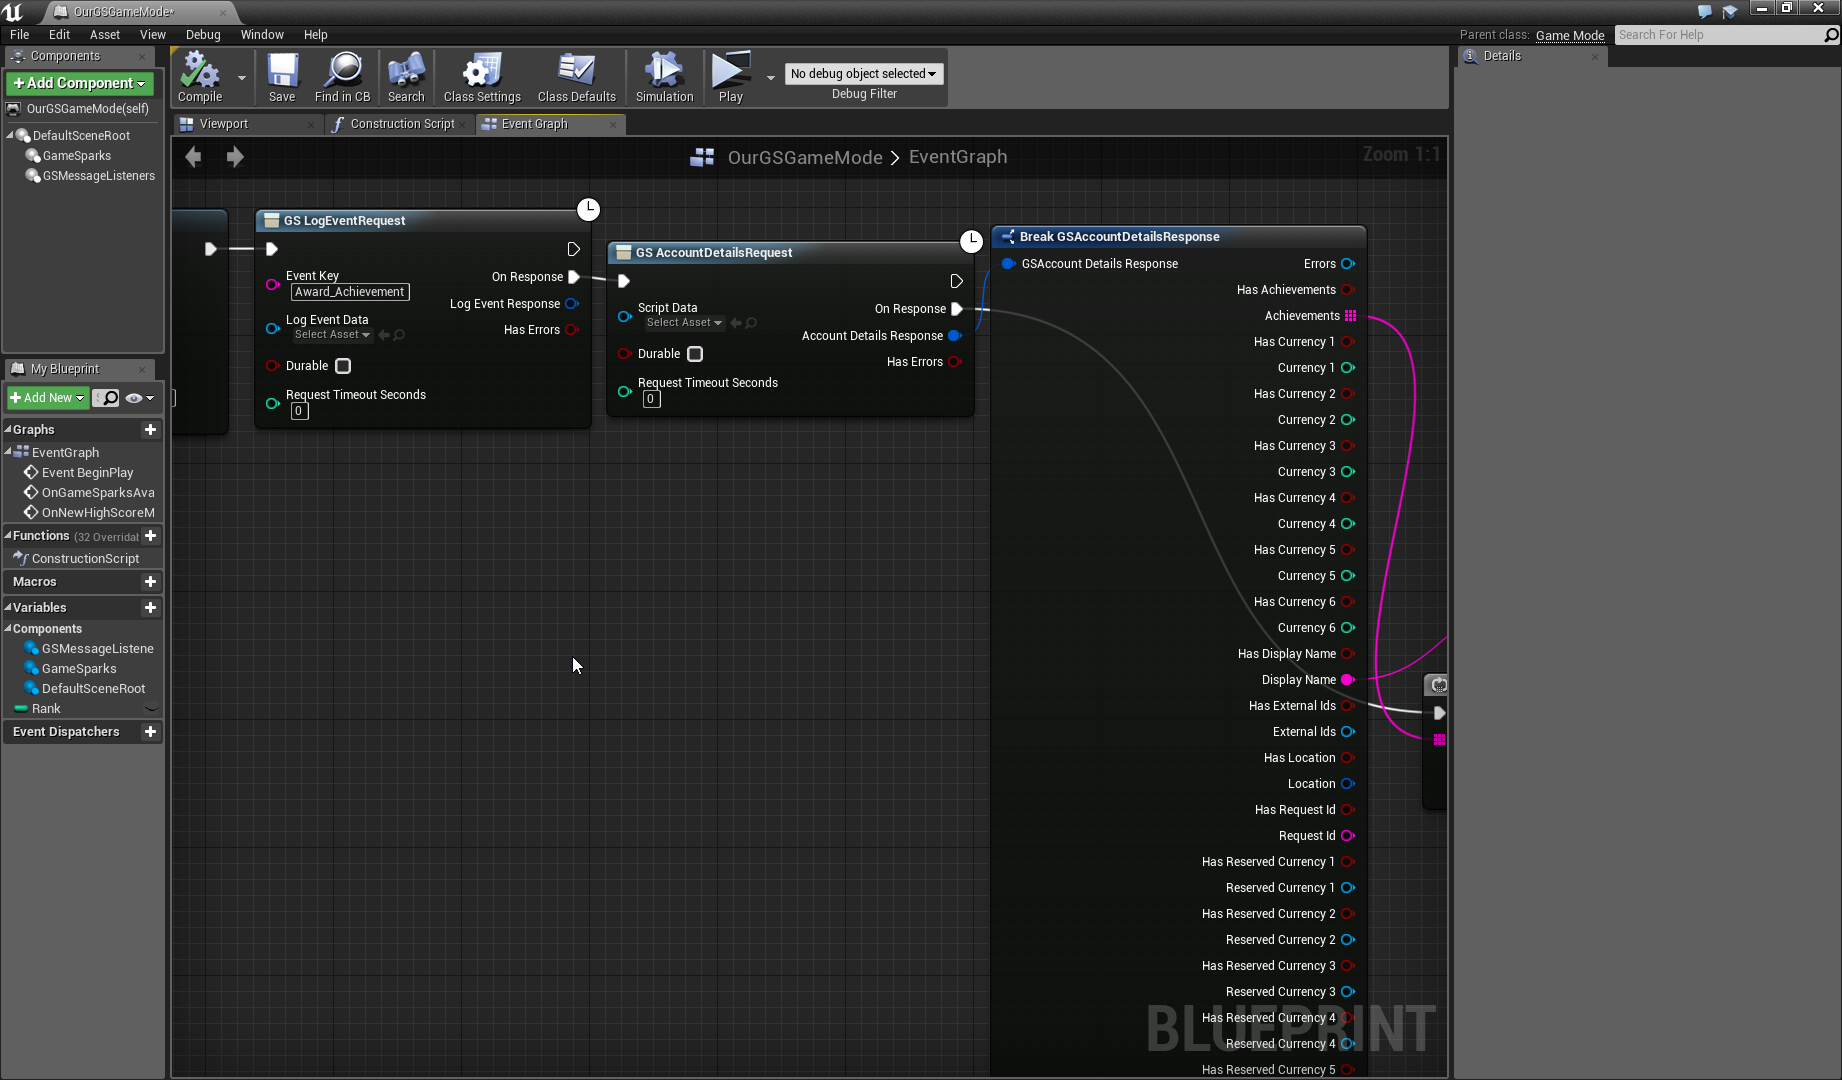 OurGSGameMode*
File Edit Asset View Debug Window Help
Parent class: Game Mode
Search For Help
Components
+ Add Component
OurGSGameMode(self)
DefaultSceneRoot
GameSparks
GSMessageListeners
Compile
Save
Find in CB
Search
Class Settings
Class Defaults
Simulation
Play
No debug object selected
Debug Filter
Details
Viewport
Construction Script
Event Graph
OurGSGameMode > EventGraph
Zoom 1:1
My Blueprint
+ Add New
Graphs
EventGraph
Event BeginPlay
OnGameSparksAva
OnNewHighScoreM
Functions (32 Overridat
ConstructionScript
Macros
Variables
Components
GSMessageListene
GameSparks
DefaultSceneRoot
Rank
Event Dispatchers
GS LogEventRequest
Event Key
Award_Achievement
Log Event Data
Select Asset
Durable
Request Timeout Seconds
0
On Response
Log Event Response
Has Errors
GS AccountDetailsRequest
Script Data
Select Asset
Durable
Request Timeout Seconds
0
On Response
Account Details Response
Has Errors
Break GSAccountDetailsResponse
GSAccount Details Response
Errors
Has Achievements
Achievements
Has Currency 1
Currency 1
Has Currency 2
Currency 2
Has Currency 3
Currency 3
Has Currency 4
Currency 4
Has Currency 5
Currency 5
Has Currency 6
Currency 6
Has Display Name
Display Name
Has External Ids
External Ids
Has Location
Location
Has Request Id
Request Id
Has Reserved Currency 1
Reserved Currency 1
Has Reserved Currency 2
Reserved Currency 2
Has Reserved Currency 3
Reserved Currency 3
Has Reserved Currency 4
Reserved Currency 4
Has Reserved Currency 5
BLUEPRINT